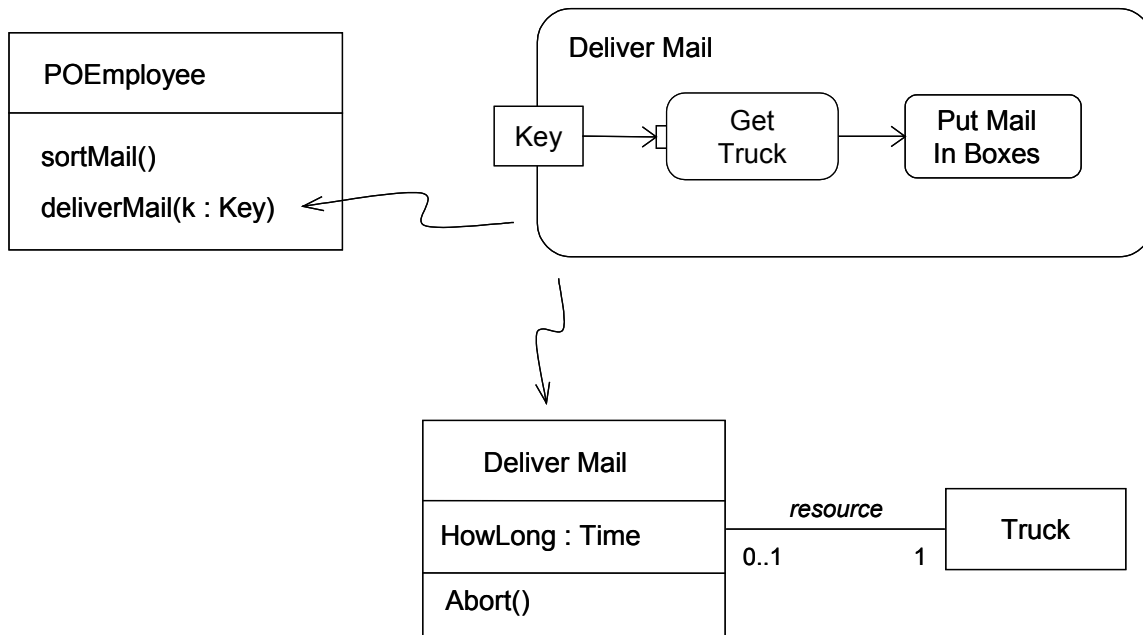 POEmployee
sortMail()
deliverMail(k : Key)
Deliver Mail
Key
Get
Truck
Put Mail
In Boxes
Deliver Mail
HowLong : Time
Abort()
resource
0..1
1
Truck